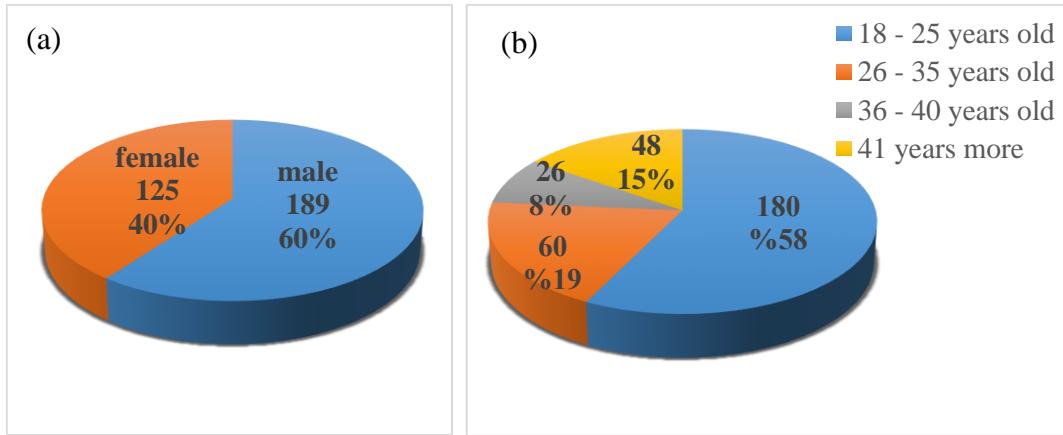 (a)
female
125
40%
male
189
60%
(b)
18 - 25 years old
26 - 35 years old
36 - 40 years old
41 years more
48
15%
26
8%
60
%19
180
%58